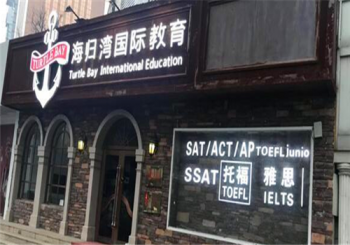 TURTLE BAY
海归湾国际教育
Turtle Bay International Education
SAT/ACT/AP TOEFL junio
SSAT 托福 雅思
TOEFL IELTS